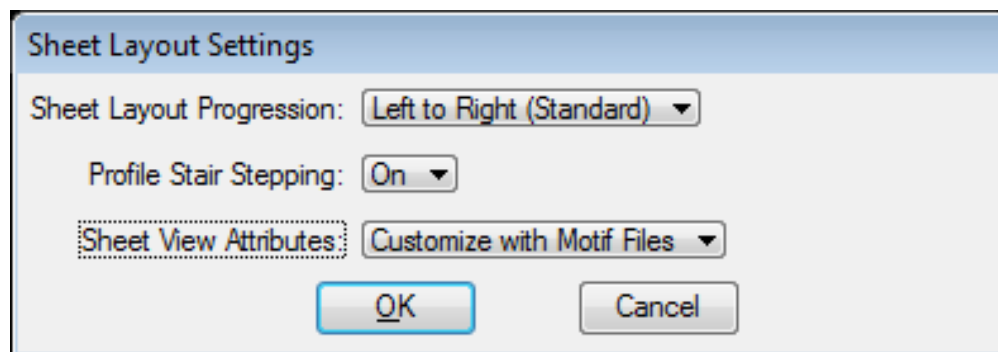 Sheet Layout Settings
Sheet Layout Progression: Left to Right (Standard)
Profile Stair Stepping: On
Sheet View Attributes: Customize with Motif Files
OK Cancel